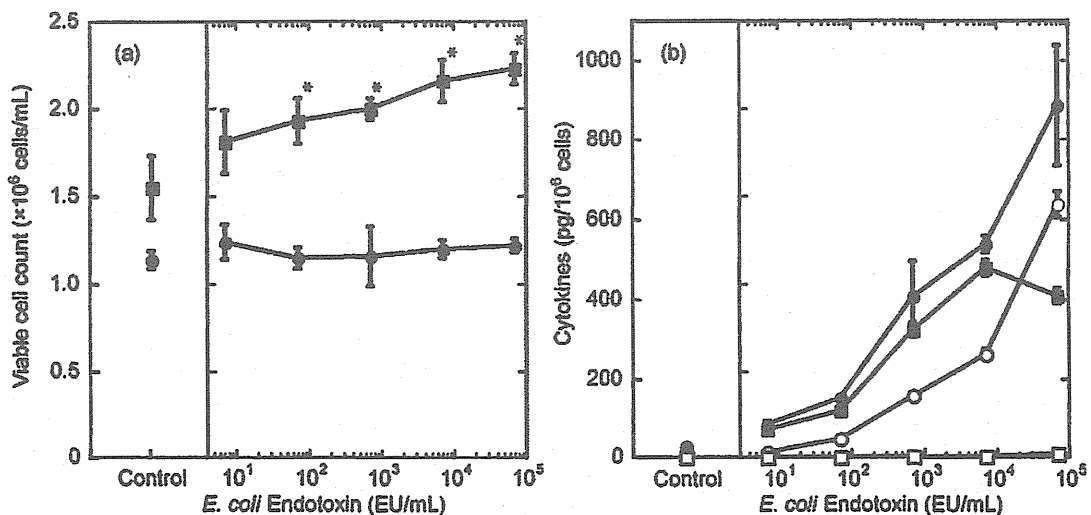 (a)
Viable cell count (×10⁶ cells/mL)
2.5
2.0
1.5
1.0
0.5
0
* * * *
Control
10¹ 10² 10³ 10⁴ 10⁵
E. coli Endotoxin (EU/mL)
(b)
Cytokines (pg/10⁶ cells)
1000
800
600
400
200
0
Control
10¹ 10² 10³ 10⁴ 10⁵
E. coli Endotoxin (EU/mL)